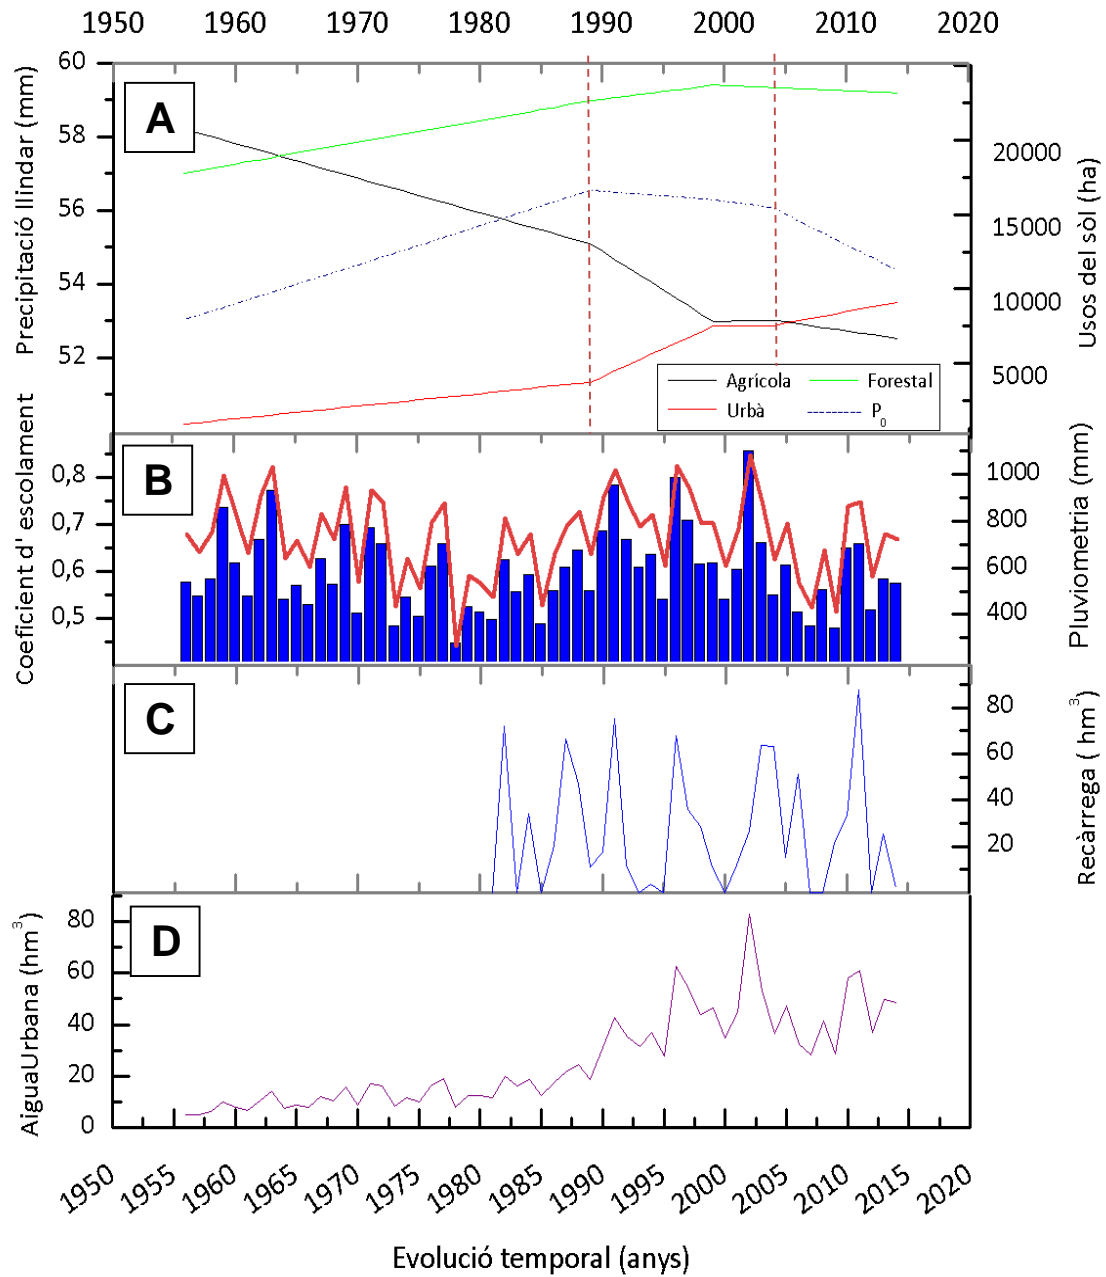 1950 1960 1970 1980 1990 2000 2010 2020
A
Precipitació llindar (mm)
60
58
56
54
52
Usos del sòl (ha)
20000
15000
10000
5000
Agrícola
Forestal
Urbà
P0
B
Coeficient d' escolament
0,8
0,7
0,6
0,5
Pluviometria (mm)
1000
800
600
400
C
Recàrrega ( hm³)
80
60
40
20
D
AiguaUrbana (hm³)
80
60
40
20
0
1950 1955 1960 1965 1970 1975 1980 1985 1990 1995 2000 2005 2010 2015 2020
Evolució temporal (anys)